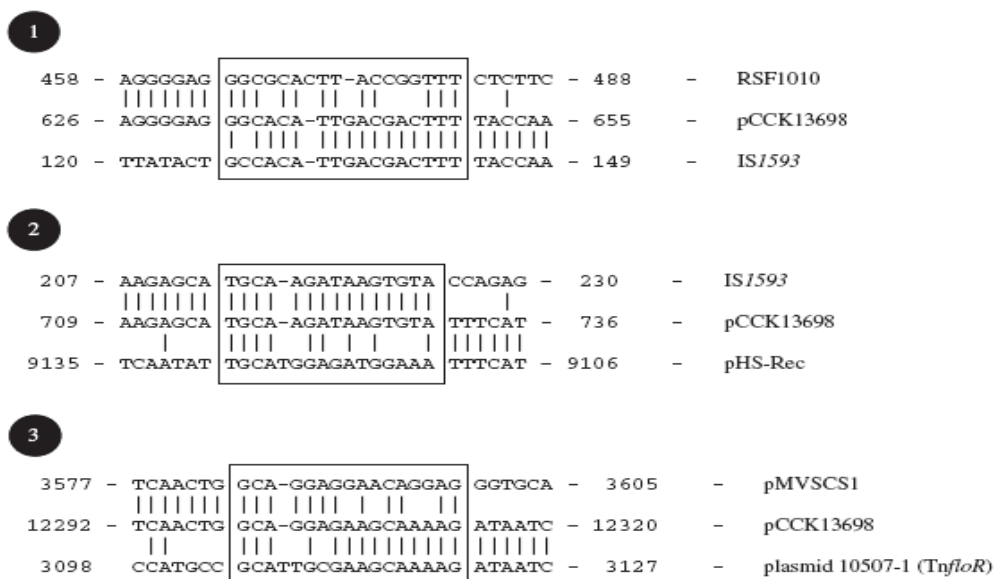 1
458 - AGGGGAG GGCGCACTT-ACCGGTTT CTCTTC - 488 - RSF1010
626 - AGGGGAG GGCACA-TTGACGACTTT TACCAA - 655 - pCCK13698
120 - TTATACT GCCACA-TTGACGACTTT TACCAA - 149 - IS1593
2
207 - AAGAGCA TGCA-AGATAAGTGTA CCAGAG - 230 - IS1593
709 - AAGAGCA TGCA-AGATAAGTGTA TTTCAT - 736 - pCCK13698
9135 - TCAATAT TGCATGGAGATGGAAA TTTCAT - 9106 - pHS-Rec
3
3577 - TCAACTG GCA-GGAGGAACAGGAG GGTGCA - 3605 - pMVSCS1
12292 - TCAACTG GCA-GGAGAAGCAAAAG ATAATC - 12320 - pCCK13698
3098 CCATGCC GCATTGCGAAGCAAAAG ATAATC - 3127 - plasmid 10507-1 (TnfloR)